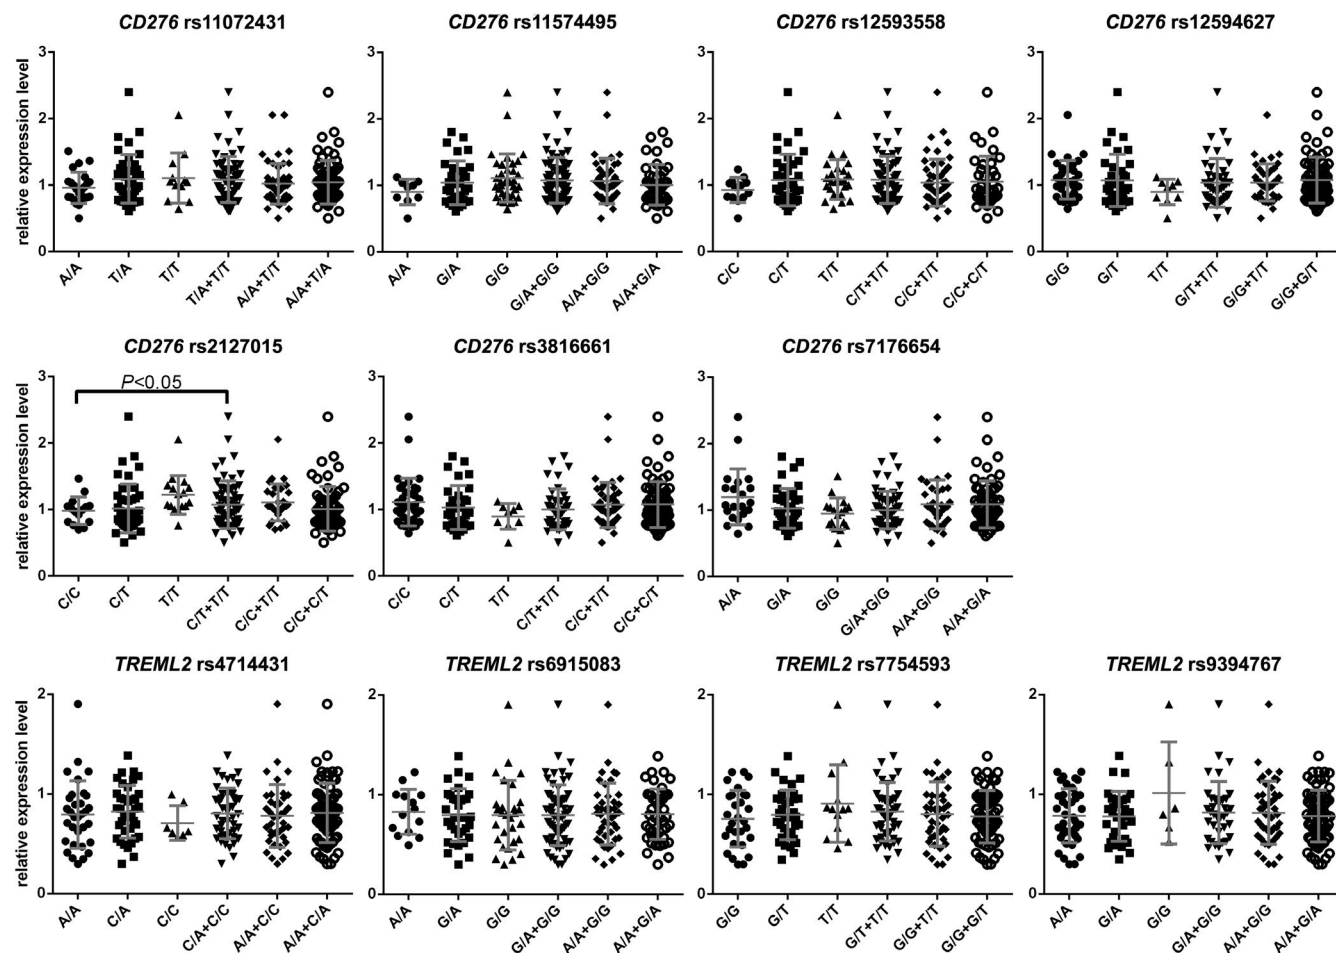 CD276 rs11072431
CD276 rs11574495
CD276 rs12593558
CD276 rs12594627
relative expression level
3
2
1
0
A/A
T/A
T/T
T/A+T/T
A/A+T/T
A/A+T/A
3
2
1
0
A/A
G/A
G/G
G/A+G/G
A/A+G/G
A/A+G/A
3
2
1
0
C/C
C/T
T/T
C/T+T/T
C/C+T/T
C/C+C/T
3
2
1
0
G/G
G/T
T/T
G/T+T/T
G/G+T/T
G/G+G/T
CD276 rs2127015
CD276 rs3816661
CD276 rs7176654
relative expression level
3
2
1
0
P<0.05
C/C
C/T
T/T
C/T+T/T
C/C+T/T
C/C+C/T
3
2
1
0
C/C
C/T
T/T
C/T+T/T
C/C+T/T
C/C+C/T
3
2
1
0
A/A
G/A
G/G
G/A+G/G
A/A+G/G
A/A+G/A
TREML2 rs4714431
TREML2 rs6915083
TREML2 rs7754593
TREML2 rs9394767
relative expression level
2
1
0
A/A
C/A
C/C
C/A+C/C
A/A+C/C
A/A+C/A
2
1
0
A/A
G/A
G/G
G/A+G/G
A/A+G/G
A/A+G/A
2
1
0
G/G
G/T
T/T
G/T+T/T
G/G+T/T
G/G+G/T
2
1
0
A/A
G/A
G/G
G/A+G/G
A/A+G/G
A/A+G/A